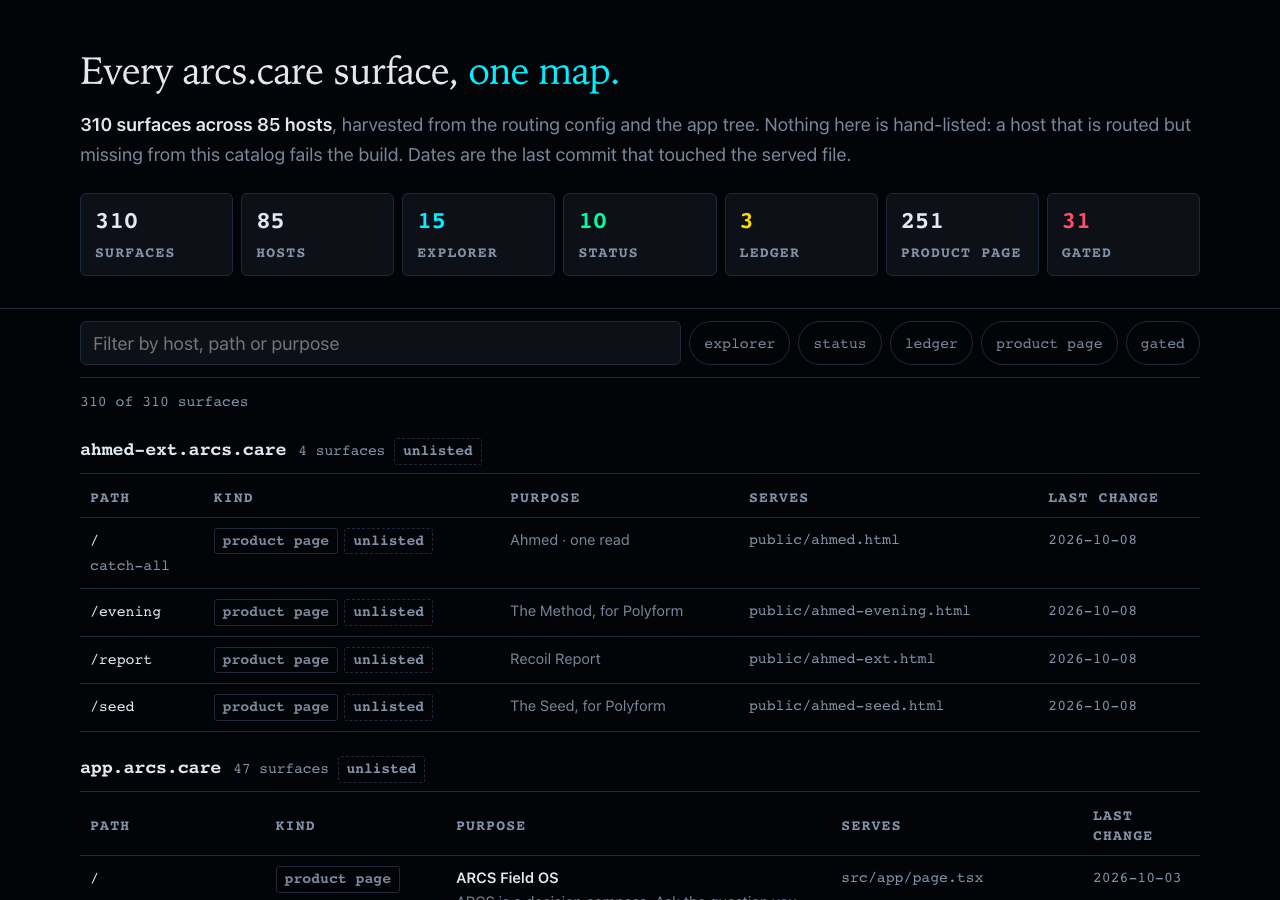 Every arcs.care surface, one map.
310 surfaces across 85 hosts, harvested from the routing config and the app tree. Nothing here is hand-listed: a host that is routed but
missing from this catalog fails the build. Dates are the last commit that touched the served file.
310 85 15 10 3 251 31
SURFACES HOSTS EXPLORER STATUS LEDGER PRODUCT PAGE GATED
Filter by host, path or purpose explorer status ledger product page gated
310 of 310 surfaces
ahmed-ext.arcs.care 4 surfaces unlisted
PATH KIND PURPOSE SERVES LAST CHANGE
/ product page unlisted Ahmed · one read public/ahmed.html 2026-10-08
catch-all
/evening product page unlisted The Method, for Polyform public/ahmed-evening.html 2026-10-08
/report product page unlisted Recoil Report public/ahmed-ext.html 2026-10-08
/seed product page unlisted The Seed, for Polyform public/ahmed-seed.html 2026-10-08
app.arcs.care 47 surfaces unlisted
PATH KIND PURPOSE SERVES LAST CHANGE
/ product page ARCS Field OS src/app/page.tsx 2026-10-03